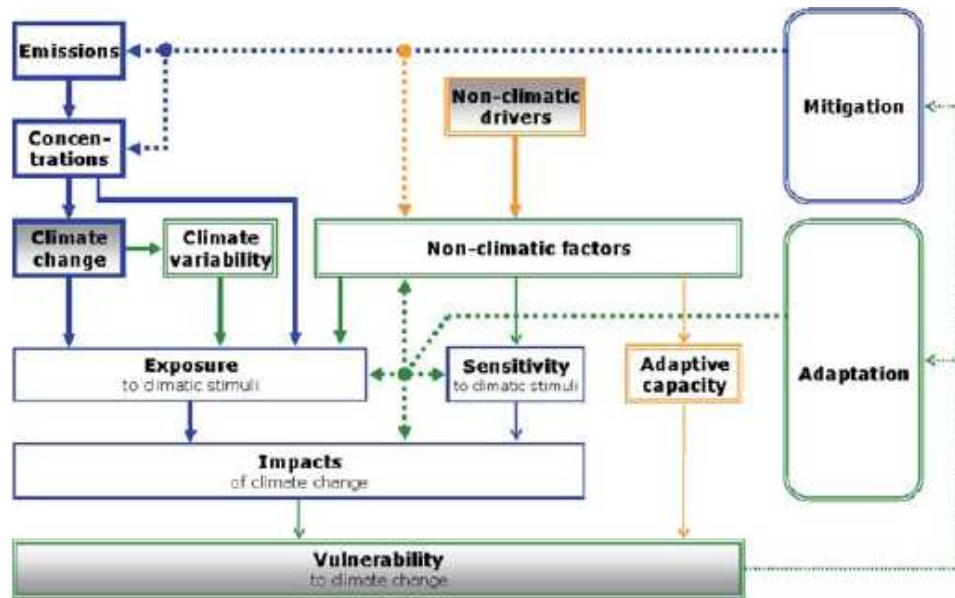 Emissions
Non-climatic
drivers
Mitigation
Concen-
trations
Climate
change
Climate
variability
Non-climatic factors
Exposure
to climatic stimuli
Sensitivity
to climatic stimuli
Adaptive
capacity
Adaptation
Impacts
of climate change
Vulnerability
to climate change